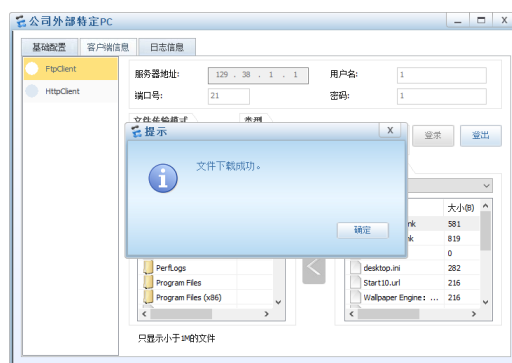 公司外部特定PC
基础配置 客户端信息 日志信息
FtpClient
HttpClient
服务器地址: 129 . 38 . 1 . 1 用户名: 1
端口号: 21 密码: 1
文件传输模式 类型
登录 登出
提示
文件下载成功。
确定
大小(B)
nk 581
nk 819
0
PerfLogs
desktop.ini 282
Program Files
Start10.url 216
Program Files (x86)
Wallpaper Engine: ... 216
只显示小于1M的文件